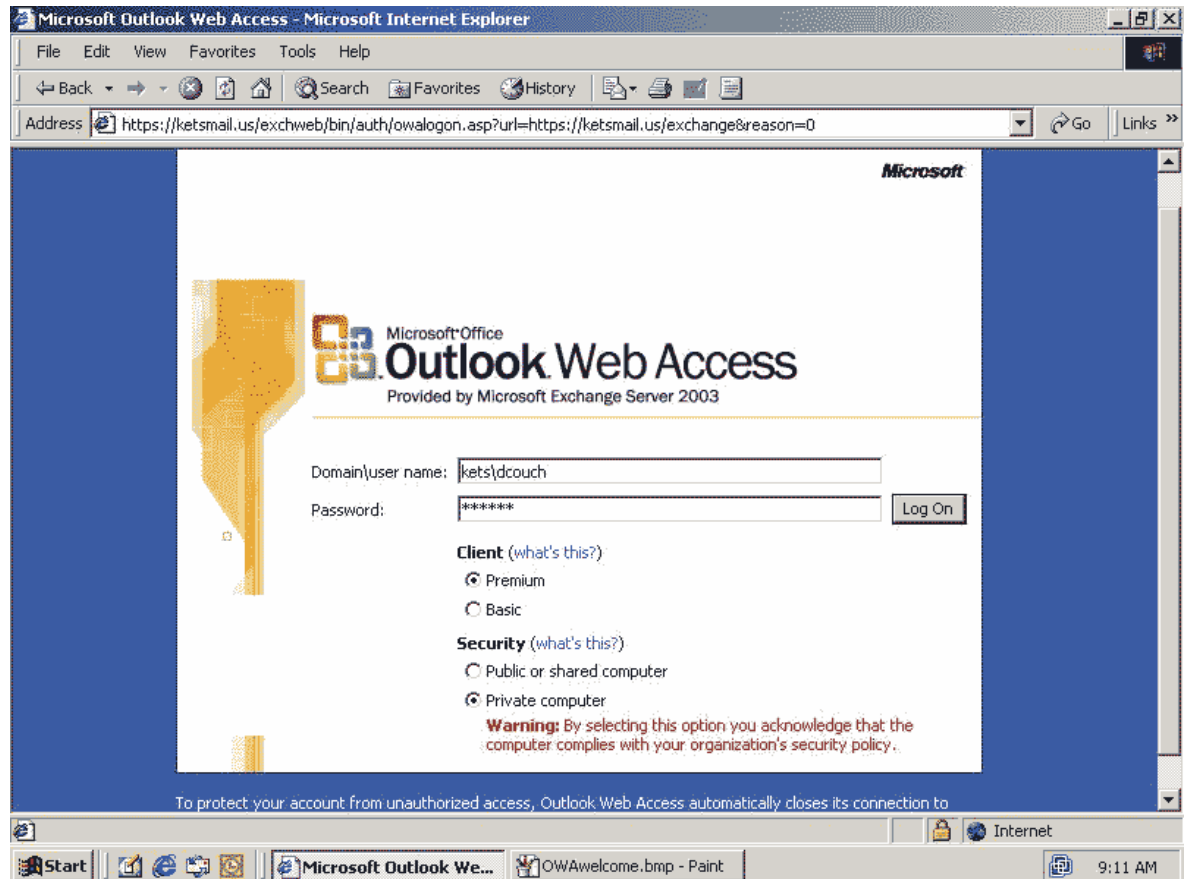 Microsoft Outlook Web Access - Microsoft Internet Explorer
File Edit View Favorites Tools Help
Back Search Favorites History
Address https://ketsmail.us/exchweb/bin/auth/owalogon.asp?url=https://ketsmail.us/exchange&reason=0 Go Links »
Microsoft
Microsoft Office
Outlook Web Access
Provided by Microsoft Exchange Server 2003
Domain\user name: kets\dcouch
Password: ****** Log On
Client (what's this?)
Premium
Basic
Security (what's this?)
Public or shared computer
Private computer
Warning: By selecting this option you acknowledge that the
computer complies with your organization's security policy.
To protect your account from unauthorized access, Outlook Web Access automatically closes its connection to
Internet
Start Microsoft Outlook We... OWAwelcome.bmp - Paint 9:11 AM